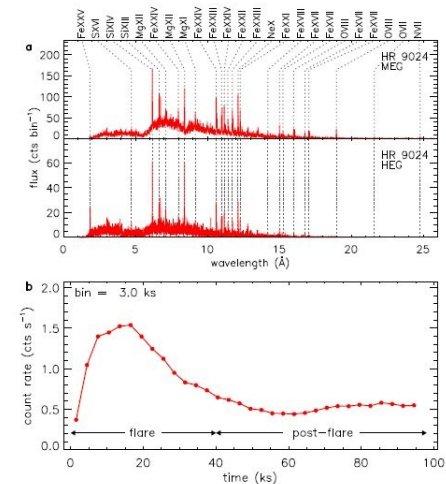 FeXXV
SXVI
SiXIV
SiXIII
MgXII
FeXXIV
MgXI
MgXII
FeXXIV
FeXXIII
FeXXIV
FeXXIII
NeX
FeXXI
FeXVIII
FeXVII
FeXVII
OVIII
FeXVII
FeXVII
OVIII
OVII
NVII
a
200
150
100
50
0
HR 9024
MEG
flux (cts bin⁻¹)
60
40
20
0
HR 9024
HEG
0 5 10 15 20 25
wavelength (Å)
b
2.0
1.5
1.0
0.5
0.0
bin = 3.0 ks
count rate (cts s⁻¹)
flare
post-flare
0 20 40 60 80 100
time (ks)